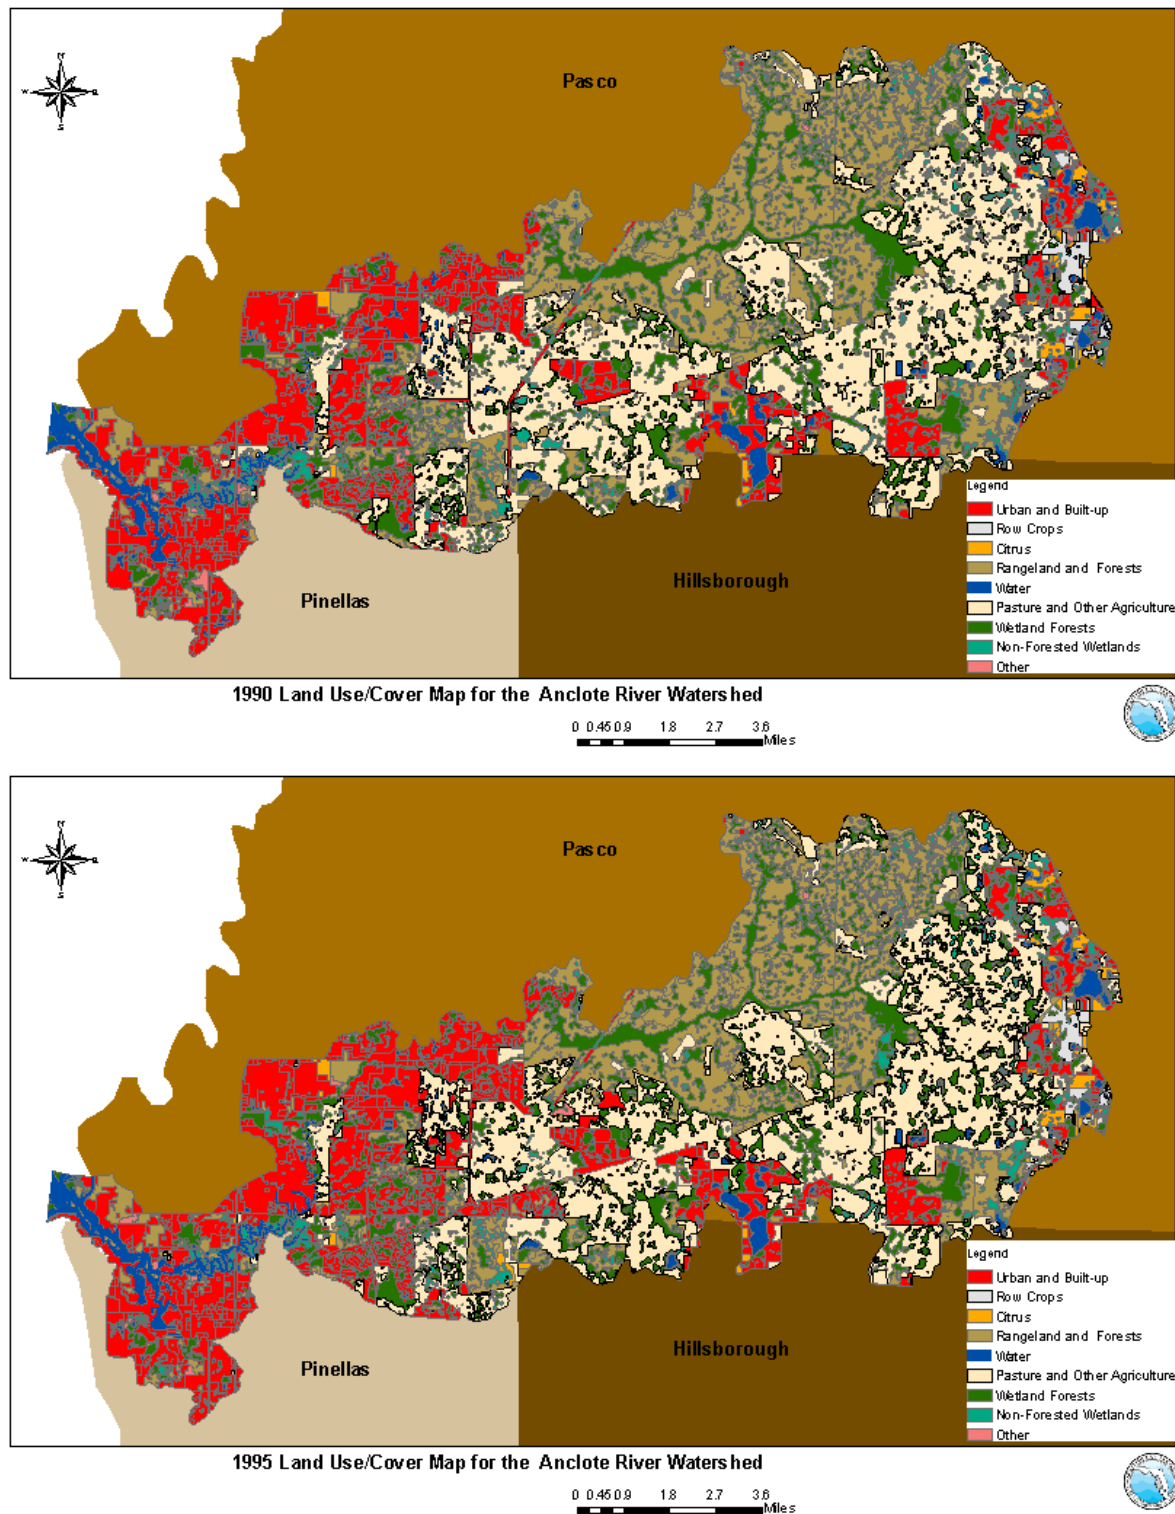 N
W
S
Pasco
Pinellas
Hillsborough
Legend
Urban and Built-up
Row Crops
Citrus
Rangeland and Forests
Water
Pasture and Other Agriculture
Wetland Forests
Non-Forested Wetlands
Other
1990 Land Use/Cover Map for the Anclote River Watershed
0 0.45 0.9 1.8 2.7 3.6
Miles
N
W
S
Pasco
Pinellas
Hillsborough
Legend
Urban and Built-up
Row Crops
Citrus
Rangeland and Forests
Water
Pasture and Other Agriculture
Wetland Forests
Non-Forested Wetlands
Other
1995 Land Use/Cover Map for the Anclote River Watershed
0 0.45 0.9 1.8 2.7 3.6
Miles